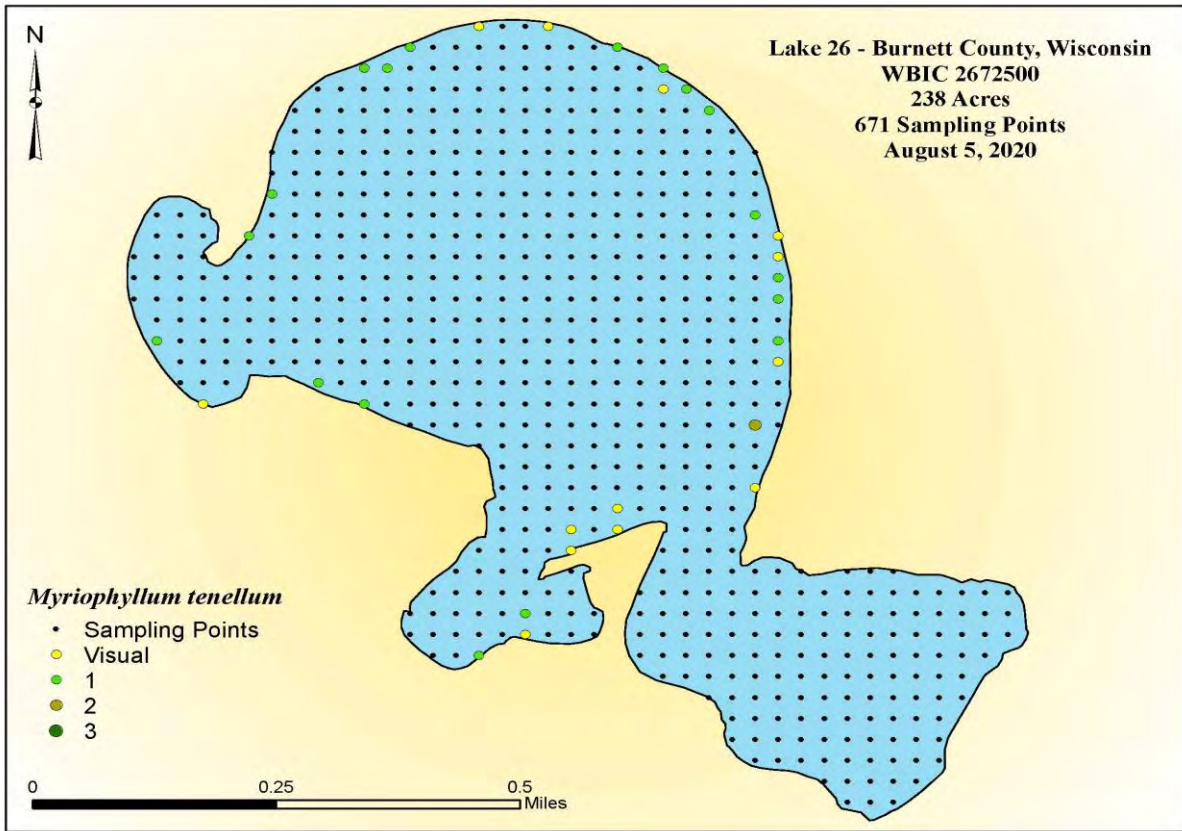 N
Lake 26 - Burnett County, Wisconsin
WBIC 2672500
238 Acres
671 Sampling Points
August 5, 2020
Myriophyllum tenellum
Sampling Points
Visual
1
2
3
0
0.25
0.5
Miles